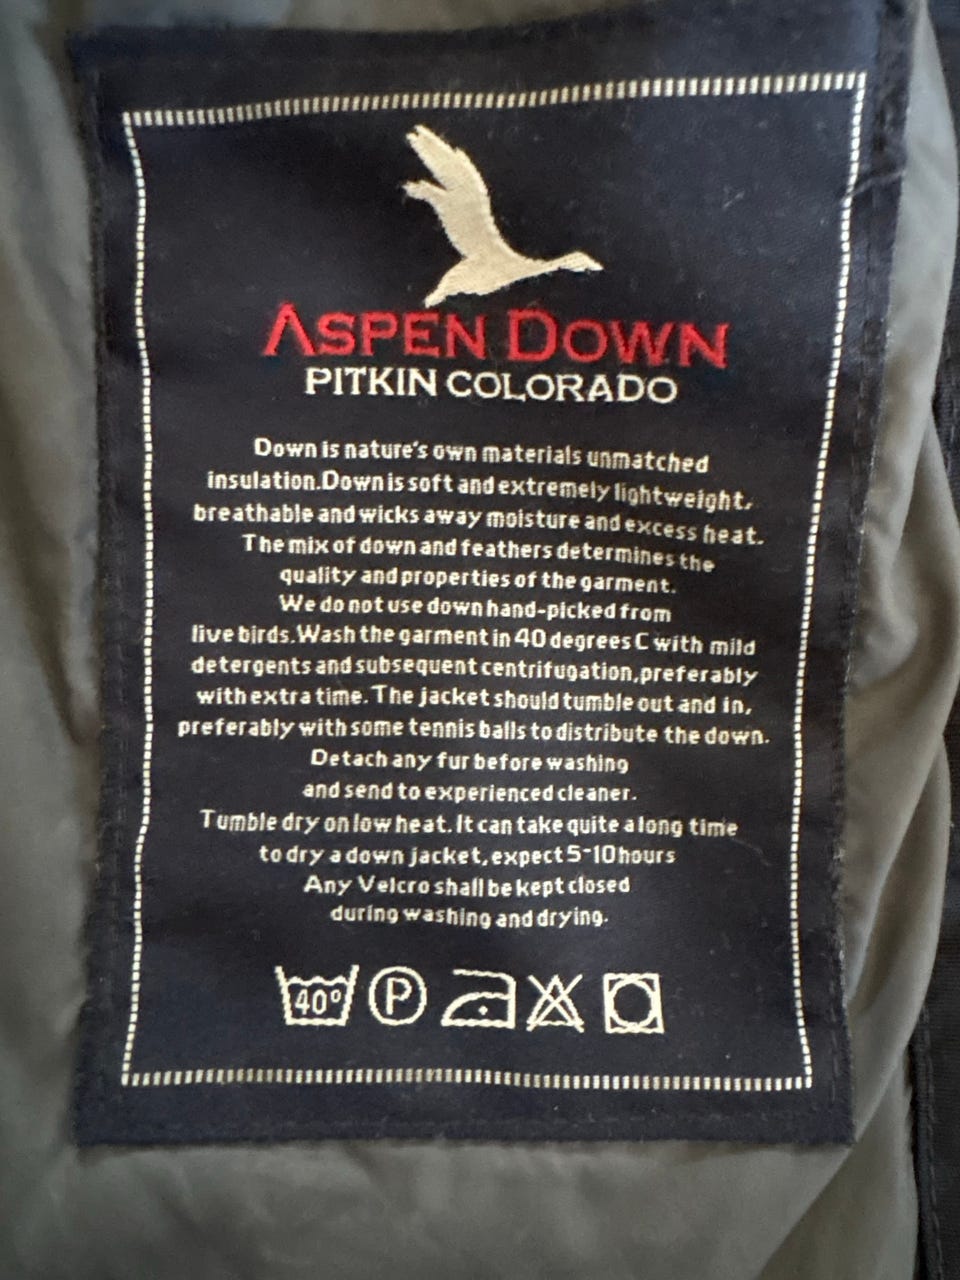 ASPEN DOWN
PITKIN COLORADO
Down is nature's own materials unmatched
insulation. Down is soft and extremely lightweight,
breathable and wicks away moisture and excess heat.
The mix of down and feathers determines the
quality and properties of the garment.
We do not use down hand-picked from
live birds. Wash the garment in 40 degrees C with mild
detergents and subsequent centrifugation, preferably
with extra time. The jacket should tumble out and in,
preferably with some tennis balls to distribute the down.
Detach any fur before washing
and send to experienced cleaner.
Tumble dry on low heat. It can take quite a long time
to dry a down jacket, expect 5-10 hours
Any Velcro shall be kept closed
during washing and drying.
40° P